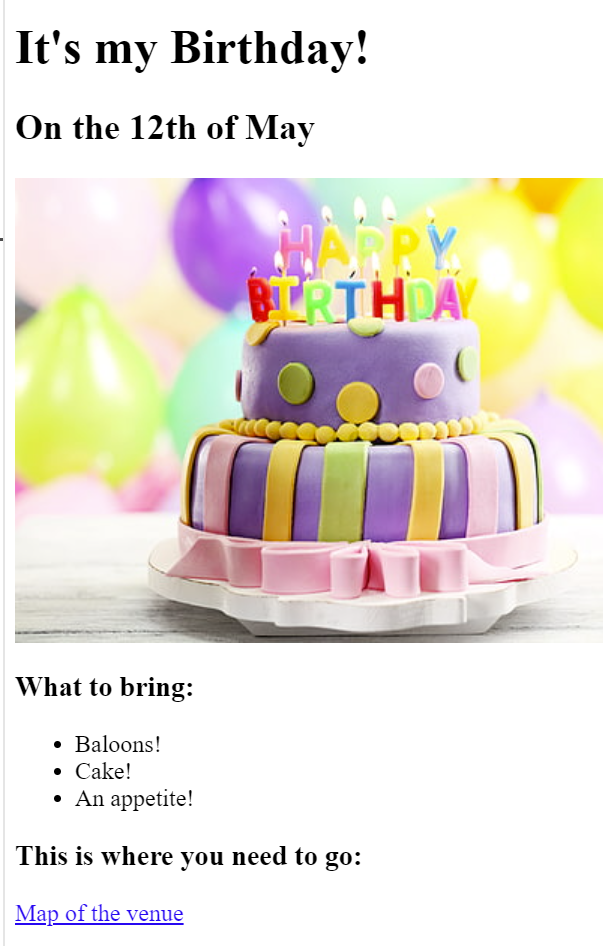 It's my Birthday!
On the 12th of May
HAPPY
BIRTHDAY
What to bring:
Baloons!
Cake!
An appetite!
This is where you need to go:
Map of the venue